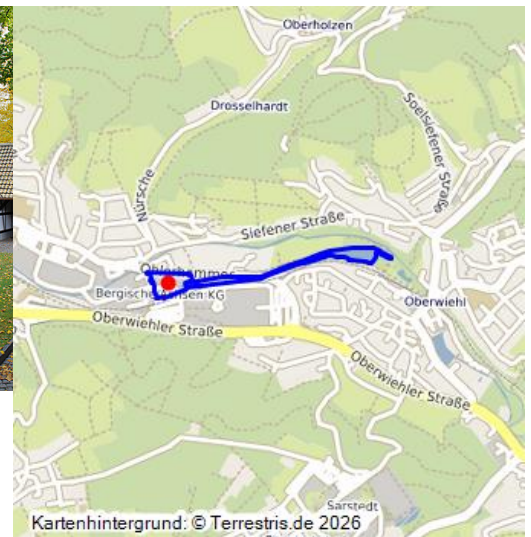 Oberholzen
Drosselhardt
Soelsiefener Straße
Nürsche
Siefener Straße
Ohlerhammer
Bergische Achsen KG
Oberwiehl
Oberwiehler Straße
Oberwiehler Straße
Sarstedt
Kartenhintergrund: © Terrestris.de 2026